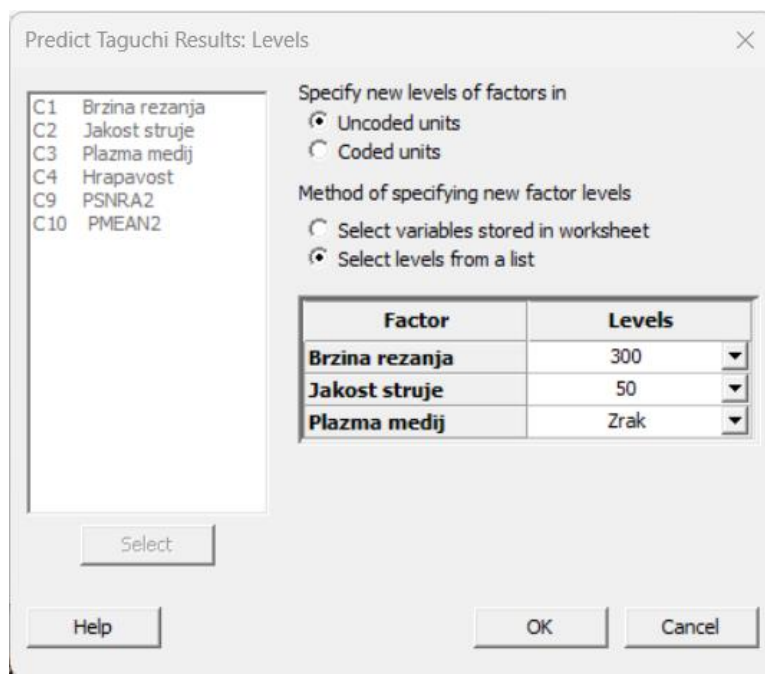 Predict Taguchi Results: Levels
C1 Brzina rezanja
C2 Jakost struje
C3 Plazma medij
C4 Hrapavost
C9 PSNRA2
C10 PMEAN2
Select
Specify new levels of factors in
Uncoded units
Coded units
Method of specifying new factor levels
Select variables stored in worksheet
Select levels from a list
Factor Levels
Brzina rezanja 300
Jakost struje 50
Plazma medij Zrak
Help OK Cancel